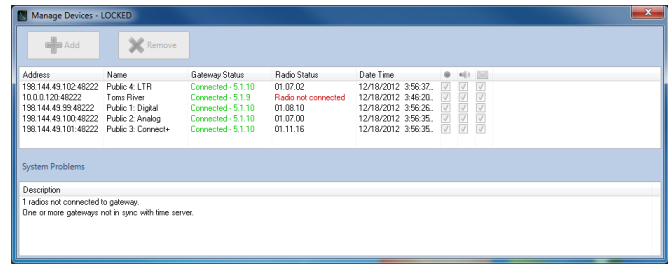 Manage Devices - LOCKED
Add Remove
Address Name Gateway Status Radio Status Date Time
198.144.49.102:48222 Public 4: LTR Connected - 5.1.10 01.07.02 12/18/2012 3:56:37...
10.0.0.120:48222 Toms River Connected - 5.1.9 Radio not connected 12/18/2012 3:46:20...
198.144.49.99:48222 Public 1: Digital Connected - 5.1.10 01.08.10 12/18/2012 3:56:26...
198.144.49.100:48222 Public 2: Analog Connected - 5.1.10 01.07.00 12/18/2012 3:56:35...
198.144.49.101:48222 Public 3: Connect+ Connected - 5.1.10 01.11.16 12/18/2012 3:56:35...
System Problems
Description
1 radios not connected to gateway.
One or more gateways not in sync with time server.